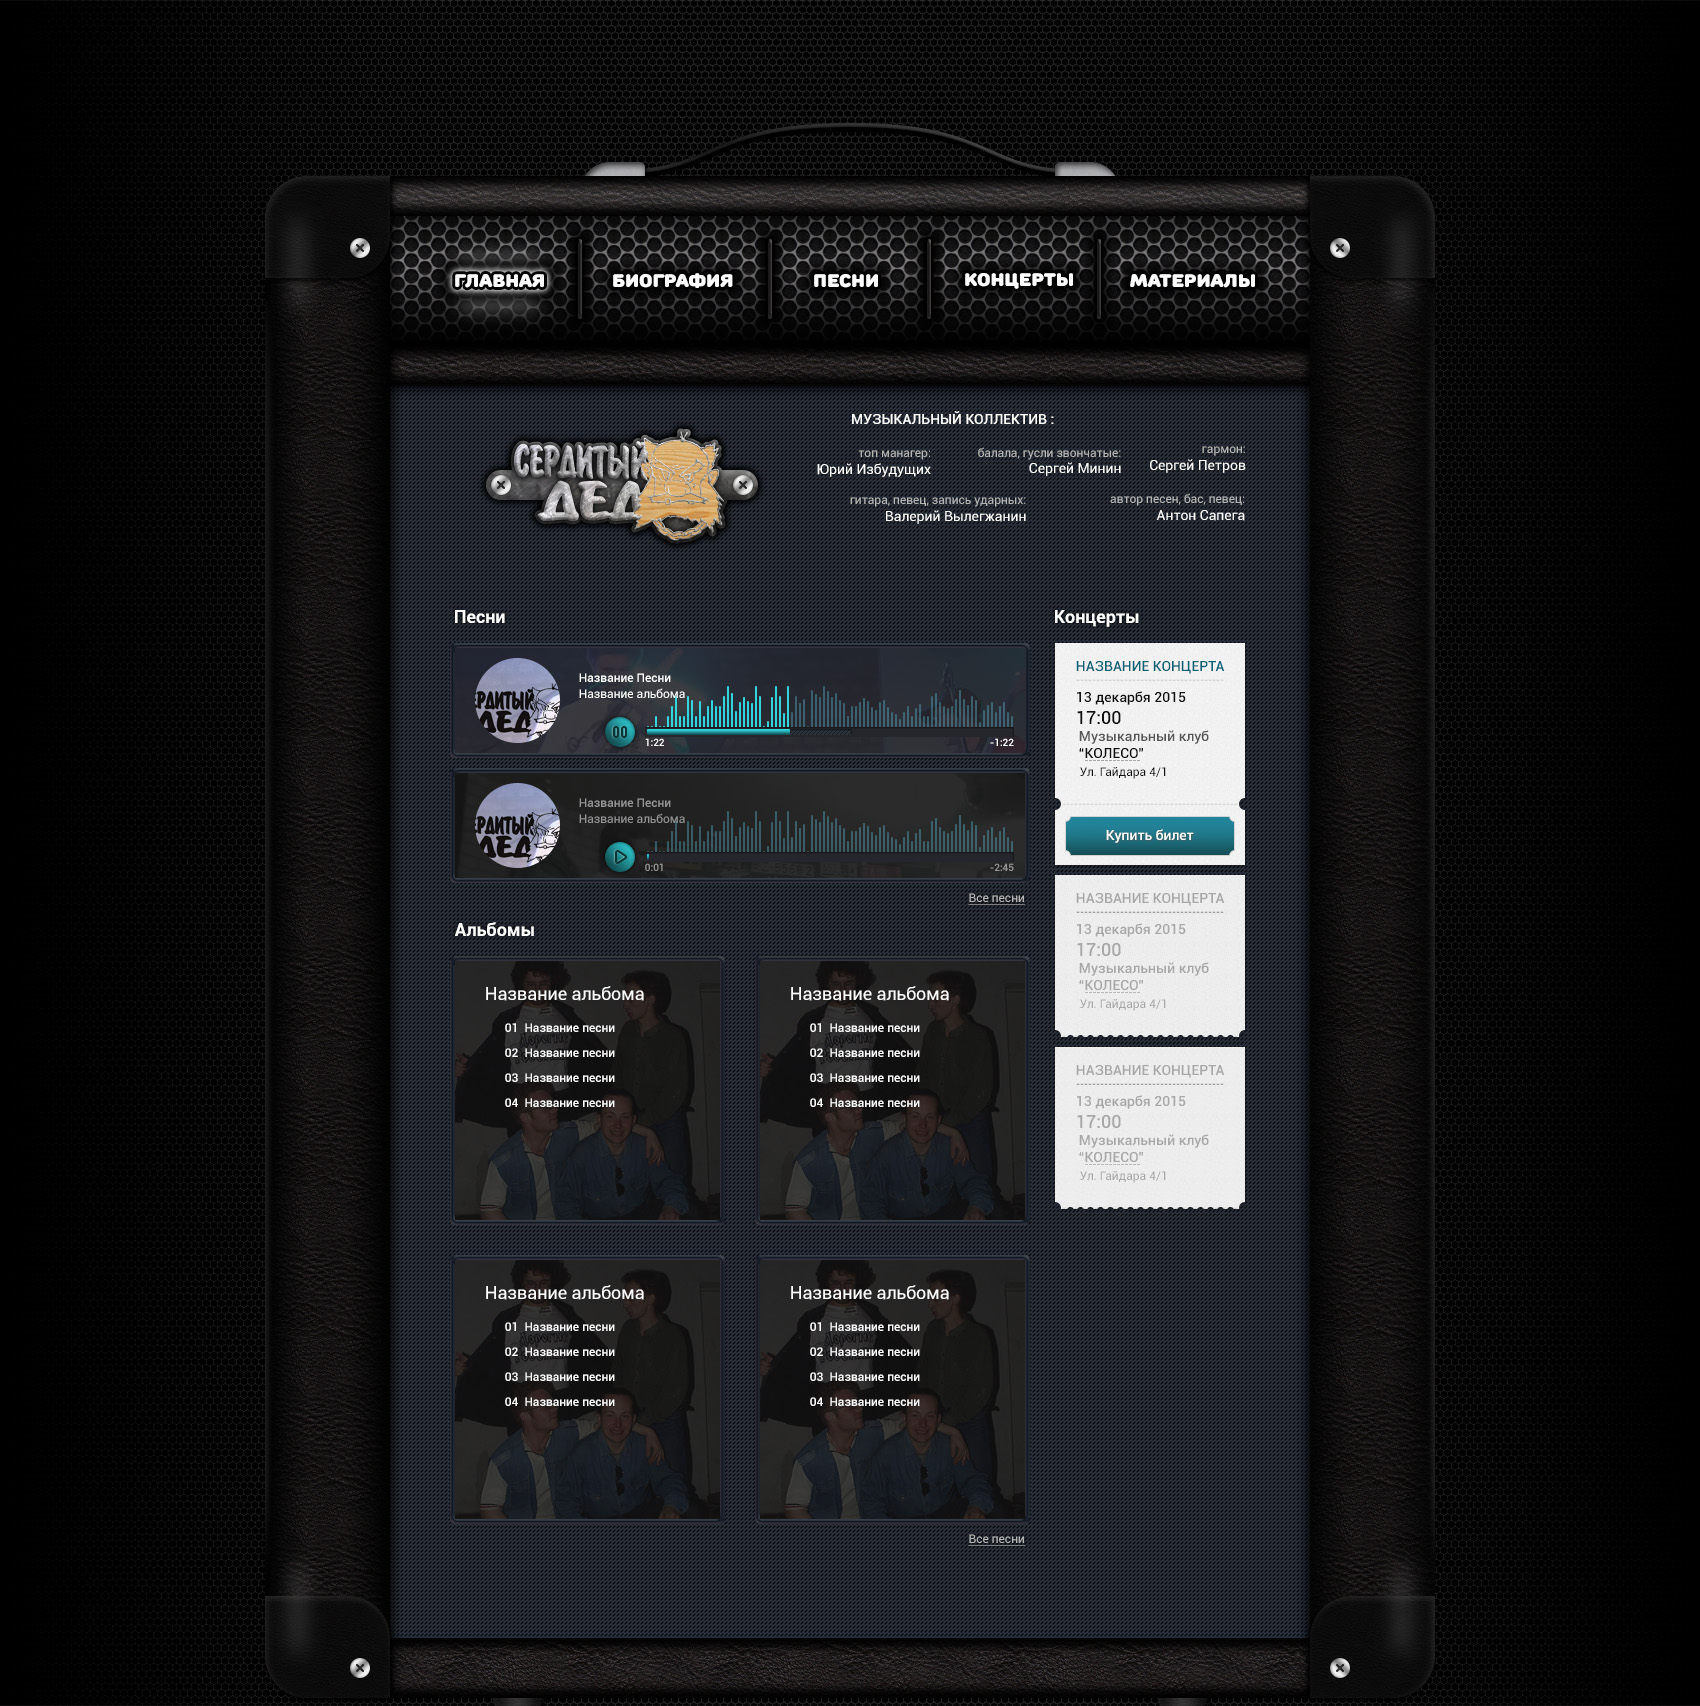 ГЛАВНАЯ
БИОГРАФИЯ
ПЕСНИ
КОНЦЕРТЫ
МАТЕРИАЛЫ
СЕРДИТЫЙ
ДЕД
МУЗЫКАЛЬНЫЙ КОЛЛЕКТИВ :
топ манагер:
Юрий Избудущих
балала, гусли звончатые:
Сергей Минин
гармон:
Сергей Петров
гитара, певец, запись ударных:
Валерий Вылегжанин
автор песен, бас, певец:
Антон Сапега
Песни
РДИТЫЙ
ДЕД
Название Песни
Название альбома
1:22
-1:22
РДИТЫЙ
ДЕД
Название Песни
Название альбома
0:01
-2:45
Все песни
Альбомы
Название альбома
01 Название песни
02 Название песни
03 Название песни
04 Название песни
Название альбома
01 Название песни
02 Название песни
03 Название песни
04 Название песни
Название альбома
01 Название песни
02 Название песни
03 Название песни
04 Название песни
Название альбома
01 Название песни
02 Название песни
03 Название песни
04 Название песни
Все песни
Концерты
НАЗВАНИЕ КОНЦЕРТА
13 декарбя 2015
17:00
Музыкальный клуб
“КОЛЕСО”
Ул. Гайдара 4/1
Купить билет
НАЗВАНИЕ КОНЦЕРТА
13 декарбя 2015
17:00
Музыкальный клуб
“КОЛЕСО”
Ул. Гайдара 4/1
НАЗВАНИЕ КОНЦЕРТА
13 декарбя 2015
17:00
Музыкальный клуб
“КОЛЕСО”
Ул. Гайдара 4/1